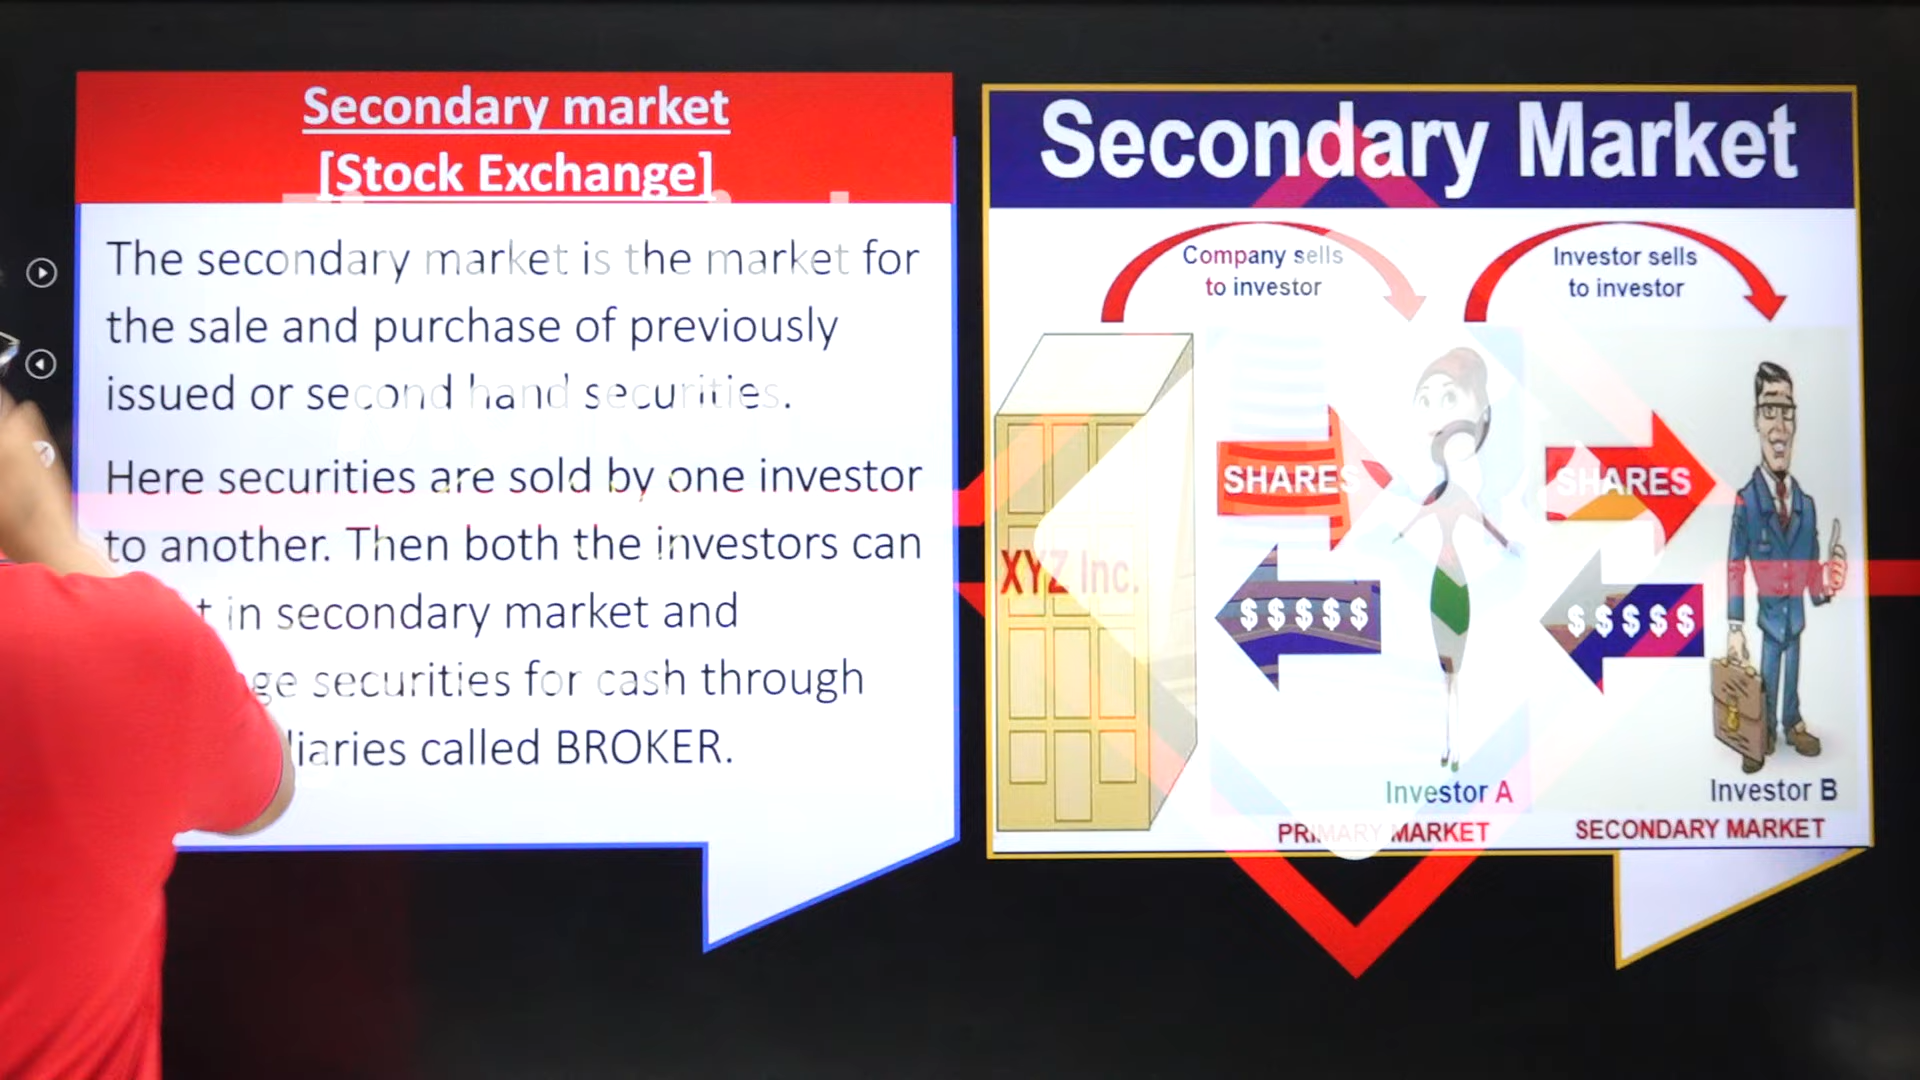 Secondary market
[Stock Exchange]
The secondary market is the market for
the sale and purchase of previously
issued or second hand securities.
Here securities are sold by one investor
to another. Then both the investors can
in secondary market and
securities for cash through
called BROKER.
Secondary Market
Company sells
to investor
Investor sells
to investor
SHARES
SHARES
XYZ Inc.
$ $ $ $ $
$ $ $ $ $
Investor A
Investor B
PRIMARY MARKET
SECONDARY MARKET